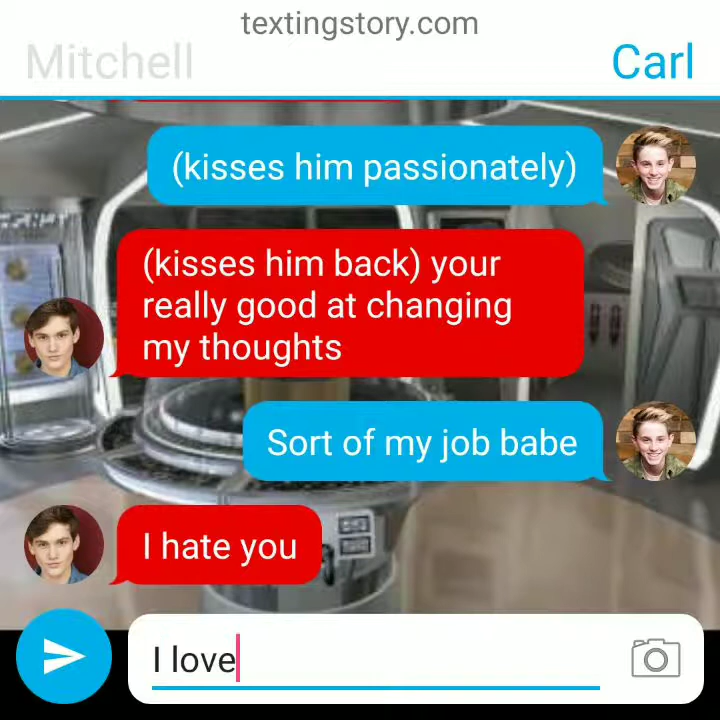 textingstory.com
Mitchell
Carl
(kisses him passionately)
(kisses him back) your
really good at changing
my thoughts
Sort of my job babe
I hate you
I love